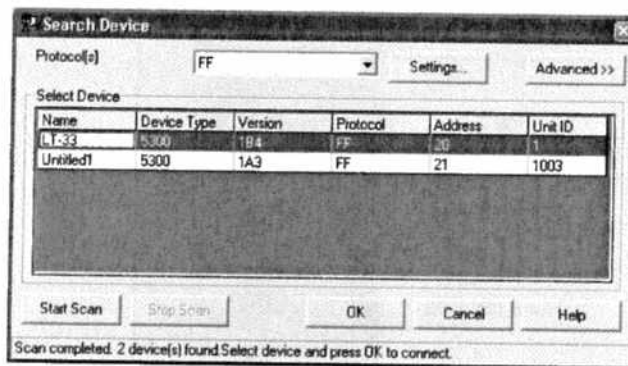 Search Device
Protocol(s) FF Settings... Advanced >>
Select Device
Name Device Type Version Protocol Address Unit ID
LT-33 5300 1B4 FF 20 1
Untitled1 5300 1A3 FF 21 1003
Start Scan Stop Scan OK Cancel Help
Scan completed. 2 device(s) found.Select device and press OK to connect.